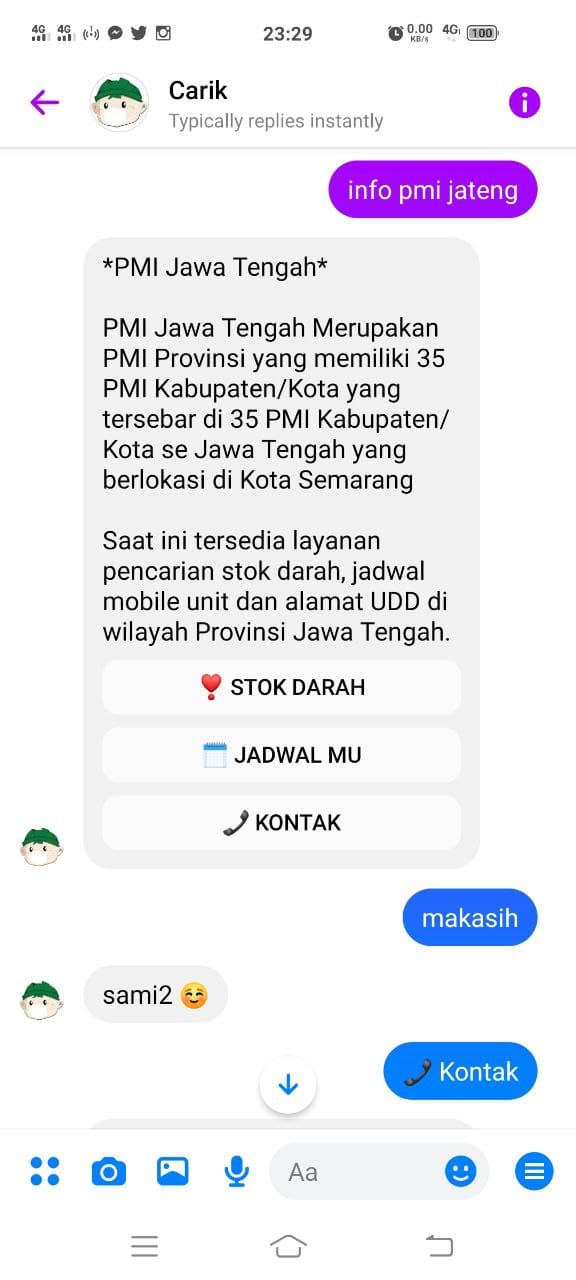 4G 4G 23:29 0.00 KB/s 4G 100
Carik
Typically replies instantly
info pmi jateng
*PMI Jawa Tengah*
PMI Jawa Tengah Merupakan
PMI Provinsi yang memiliki 35
PMI Kabupaten/Kota yang
tersebar di 35 PMI Kabupaten/
Kota se Jawa Tengah yang
berlokasi di Kota Semarang
Saat ini tersedia layanan
pencarian stok darah, jadwal
mobile unit dan alamat UDD di
wilayah Provinsi Jawa Tengah.
❣️ STOK DARAH
🗓️ JADWAL MU
📞 KONTAK
makasih
sami2 ☺️
📞 Kontak
Aa